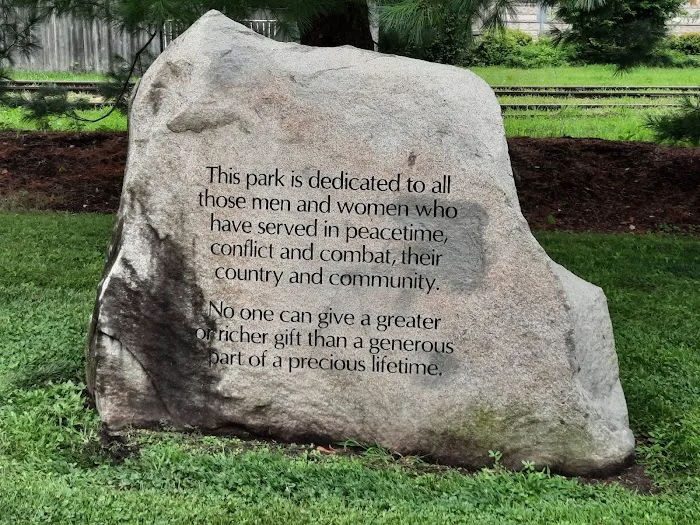 This park is dedicated to all
those men and women who
have served in peacetime,
conflict and combat, their
country and community.
No one can give a greater
or richer gift than a generous
part of a precious lifetime.